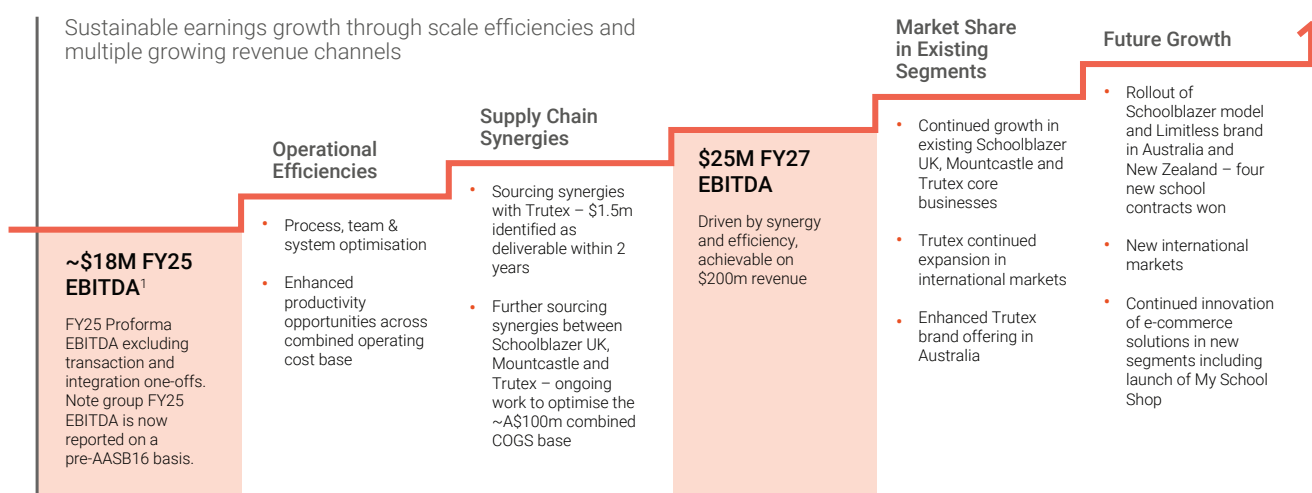 Sustainable earnings growth through scale efficiencies and
multiple growing revenue channels
~$18M FY25
EBITDA1
FY25 Proforma
EBITDA excluding
transaction and
integration one-offs.
Note group FY25
EBITDA is now
reported on a
pre-AASB16 basis.
Operational
Efficiencies
• Process, team &
system optimisation
• Enhanced
productivity
opportunities across
combined operating
cost base
Supply Chain
Synergies
• Sourcing synergies
with Trutex – $1.5m
identified as
deliverable within 2
years
• Further sourcing
synergies between
Schoolblazer UK,
Mountcastle and
Trutex – ongoing
work to optimise the
~A$100m combined
COGS base
$25M FY27
EBITDA
Driven by synergy
and efficiency,
achievable on
$200m revenue
Market Share
in Existing
Segments
• Continued growth in
existing Schoolblazer
UK, Mountcastle and
Trutex core
businesses
• Trutex continued
expansion in
international markets
• Enhanced Trutex
brand offering in
Australia
Future Growth
• Rollout of
Schoolblazer model
and Limitless brand
in Australia and
New Zealand – four
new school
contracts won
• New international
markets
• Continued innovation
of e-commerce
solutions in new
segments including
launch of My School
Shop